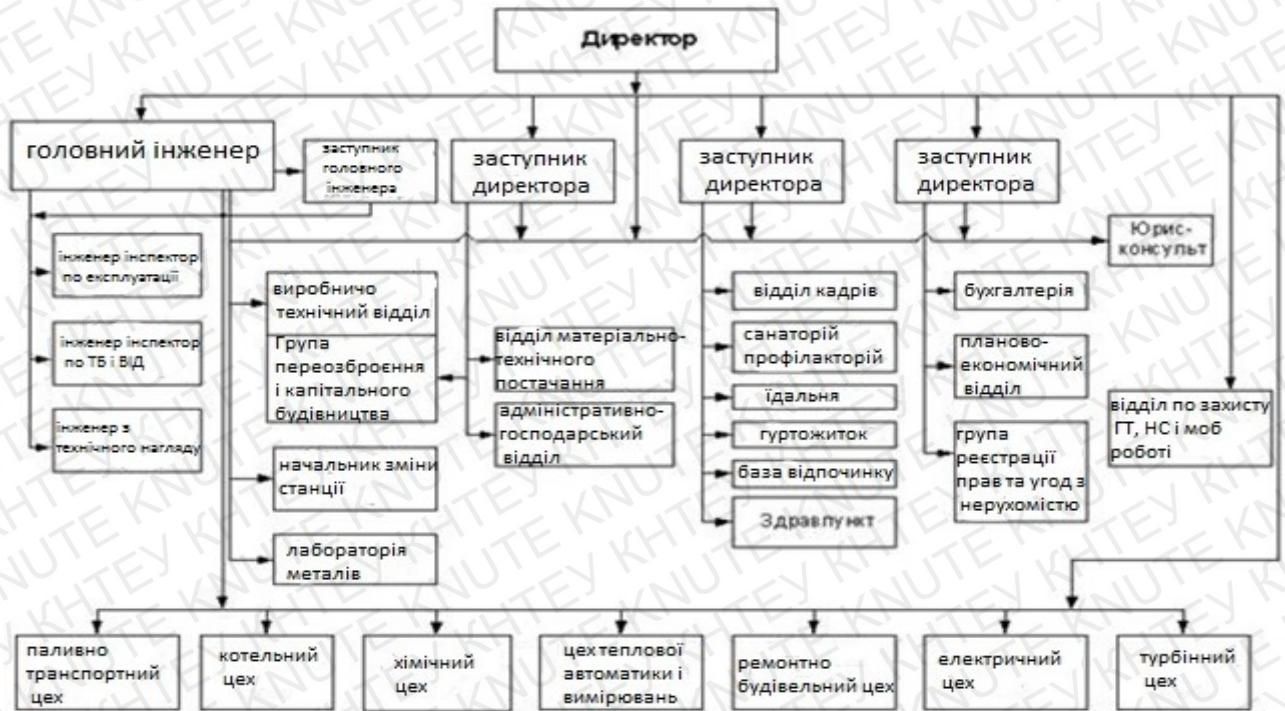 Директор
головний інженер
заступник
головного
інженера
заступник
директора
заступник
директора
заступник
директора
Юрис-
консульт
інженер інспектор
по експлуатації
інженер інспектор
по ТБ і ВІД
інженер з
технічного нагляду
виробничо
технічний відділ
Група
переозброєння
і капітального
будівництва
начальник зміни
станції
лабораторія
металів
відділ матеріально-
технічного
постачання
адміністративно-
господарський
відділ
відділ кадрів
санаторій
профілакторій
їдальня
гуртожиток
база відпочинку
Здравпункт
бухгалтерія
планово-
економічний
відділ
група
реєстрації
прав та угод з
нерухомістю
відділ по захисту
ГТ, НС і моб
роботі
паливно
транспортний
цех
котельний
цех
хімічний
цех
цех теплової
автоматики і
вимірювань
ремонтно
будівельний цех
електричний
цех
турбінний
цех